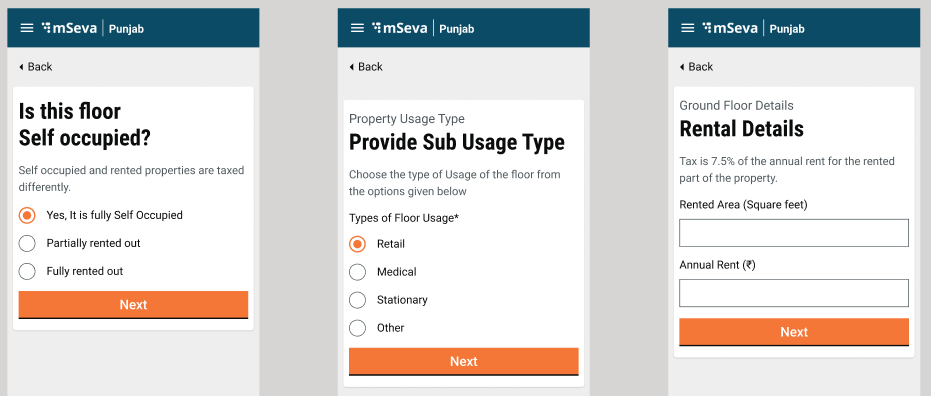 mSeva | Punjab
Back
Is this floor
Self occupied?
Self occupied and rented properties are taxed
differently.
Yes, It is fully Self Occupied
Partially rented out
Fully rented out
Next
mSeva | Punjab
Back
Property Usage Type
Provide Sub Usage Type
Choose the type of Usage of the floor from
the options given below
Types of Floor Usage*
Retail
Medical
Stationary
Other
Next
mSeva | Punjab
Back
Ground Floor Details
Rental Details
Tax is 7.5% of the annual rent for the rented
part of the property.
Rented Area (Square feet)
Annual Rent (₹)
Next